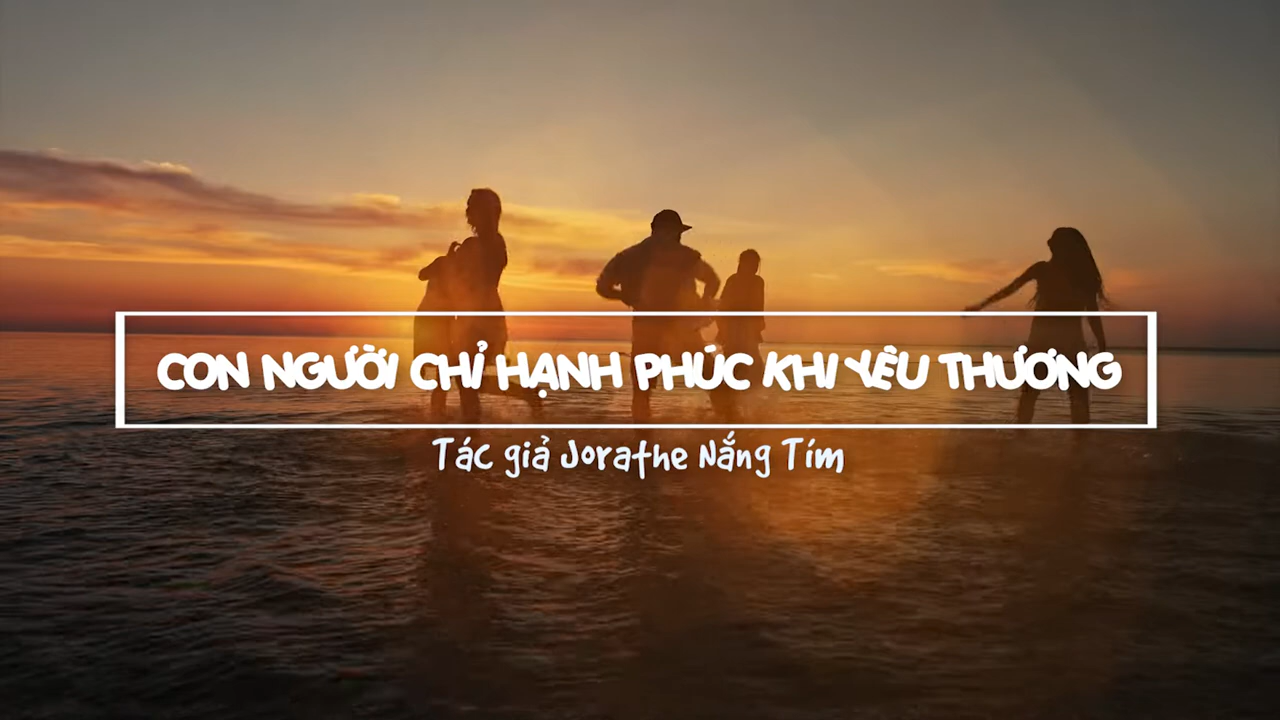 CON NGƯỜI CHỈ HẠNH PHÚC KHI YÊU THƯƠNG
Tác giả Jorathe Nắng Tím